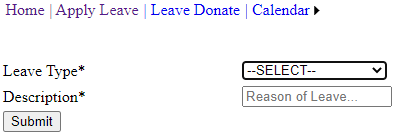 Home | Apply Leave | Leave Donate | Calendar
Leave Type* --SELECT--
Description* Reason of Leave...
Submit